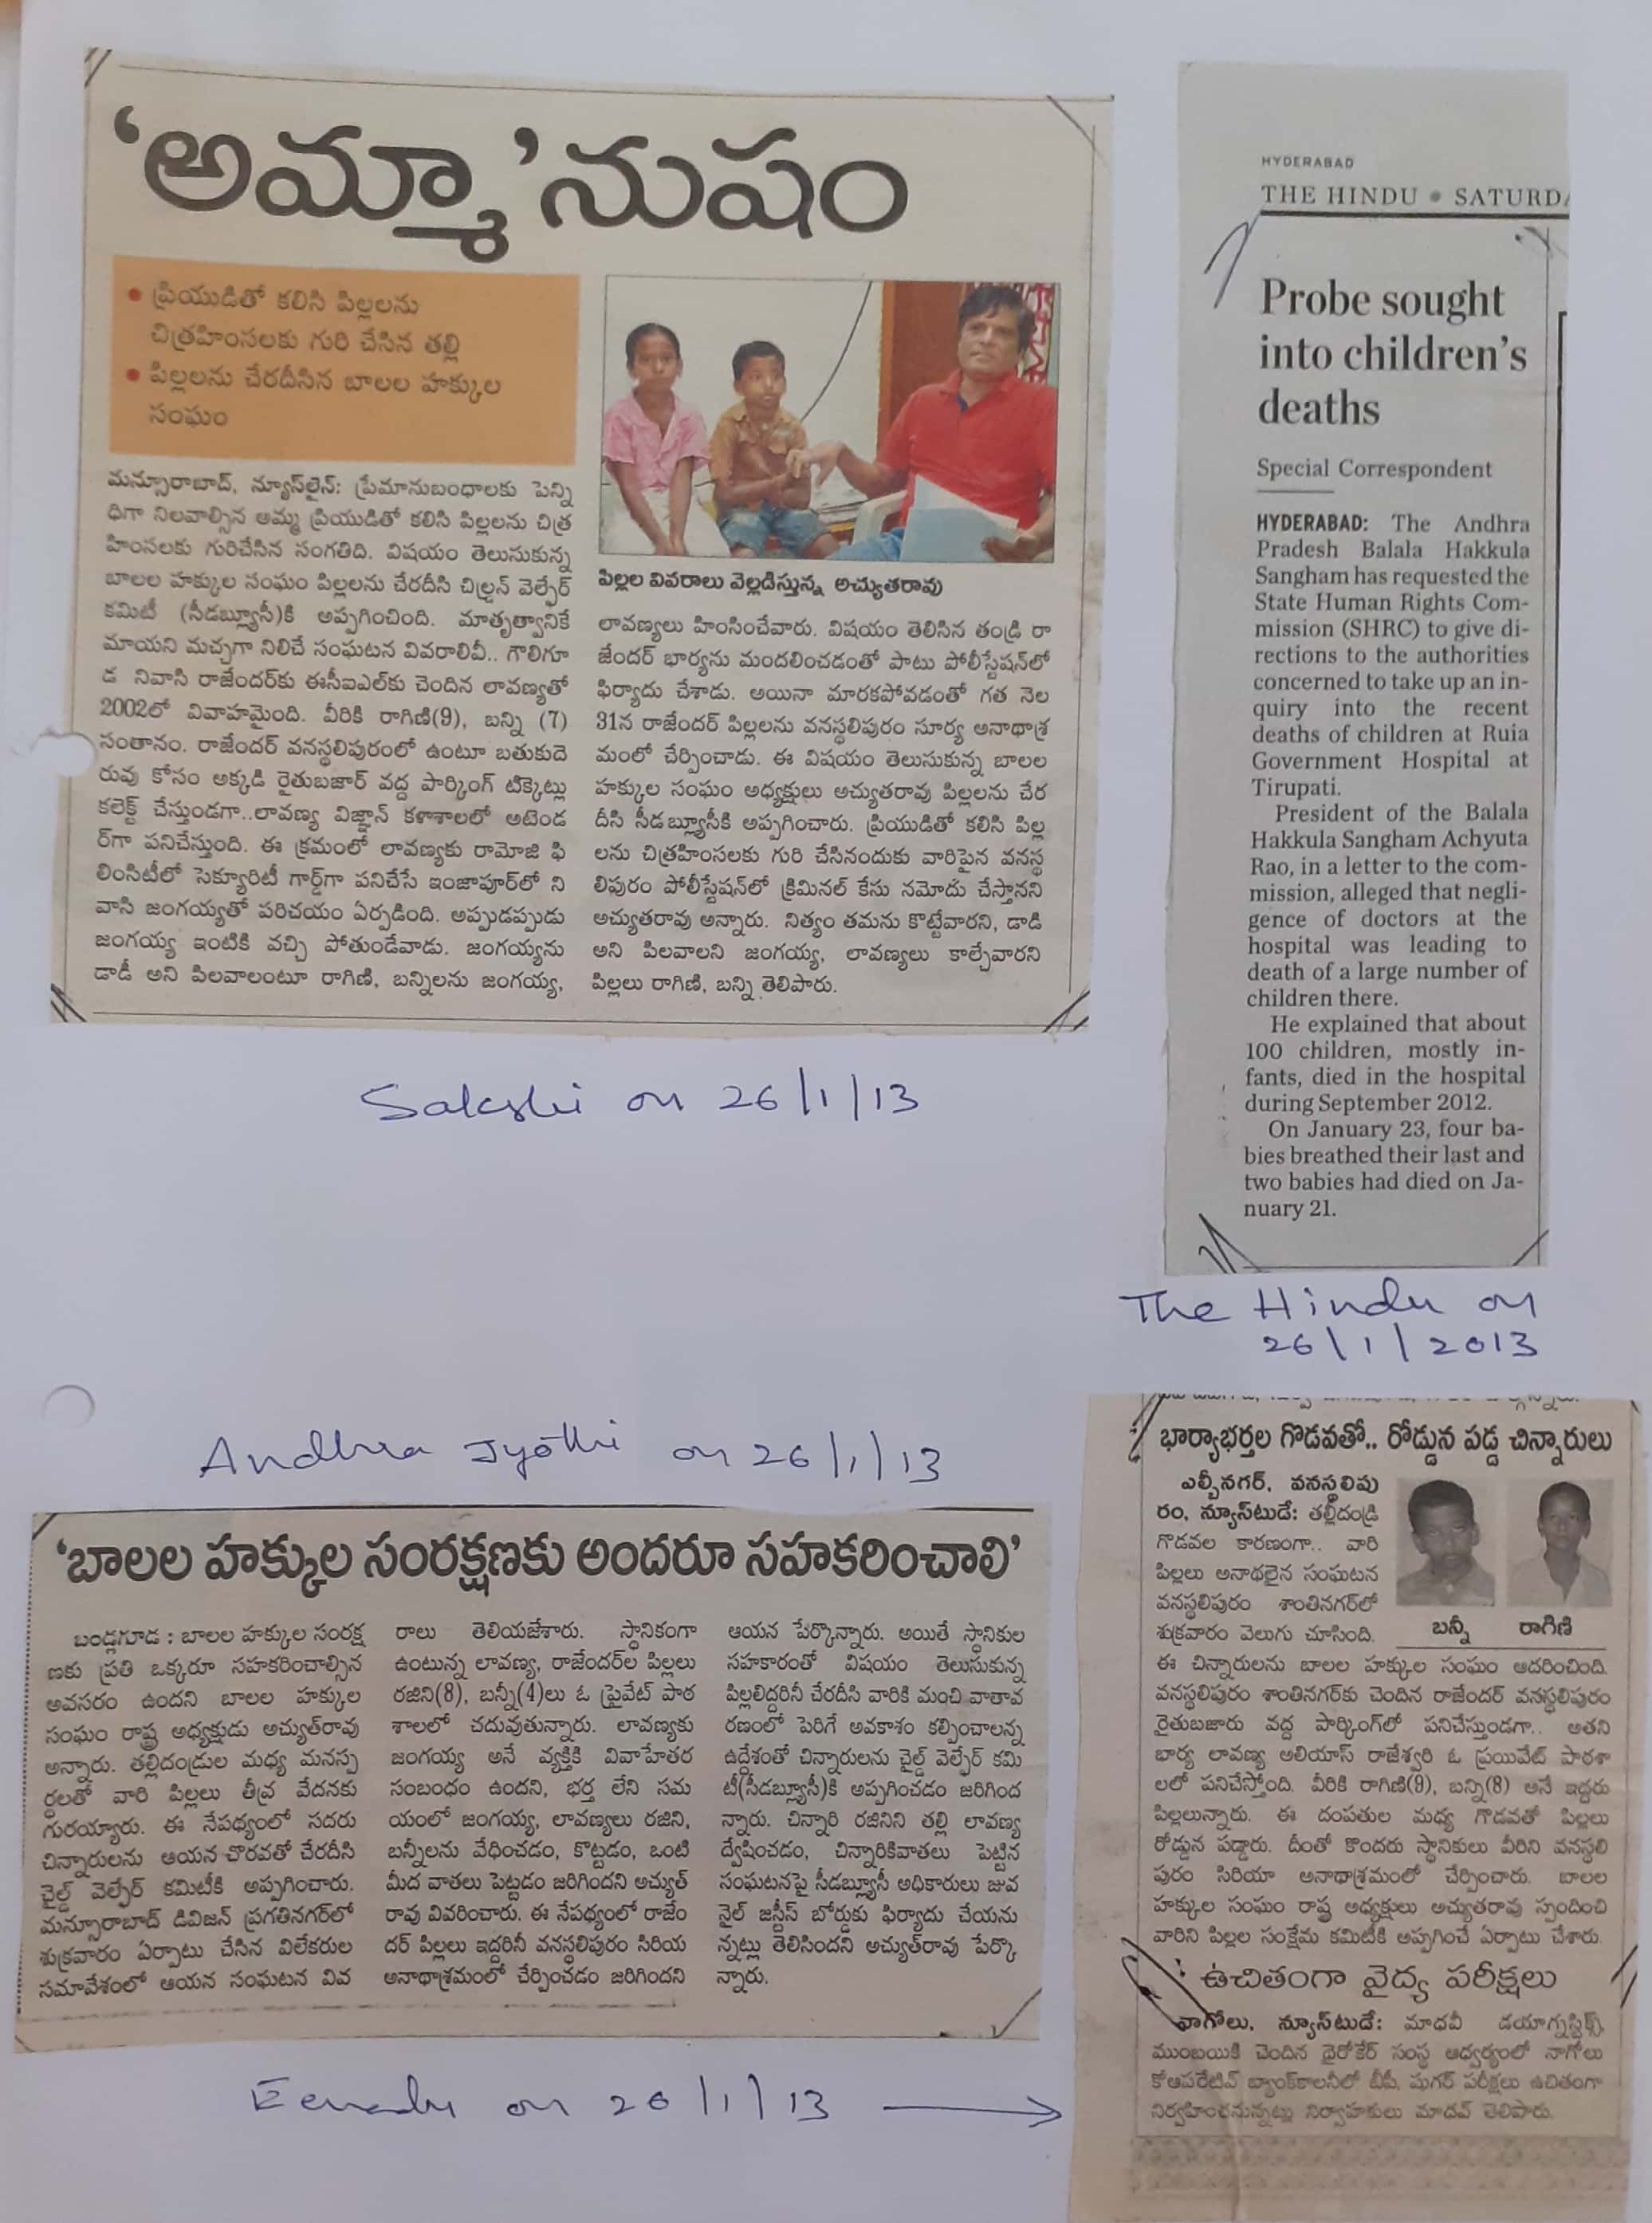 ‘అమ్మా’నుషం
• ప్రియుడితో కలిసి పిల్లలను
చిత్రహింసలకు గురి చేసిన తల్లి
• పిల్లలను చేరదీసిన బాలల హక్కుల
సంఘం
మన్సూరాబాద్, న్యూస్‌లైన్: ప్రేమానుబంధాలకు పెన్ని
ధిగా నిలవాల్సిన అమ్మ ప్రియుడితో కలిసి పిల్లలను చిత్ర
హింసలకు గురిచేసిన సంగతిది. విషయం తెలుసుకున్న
బాలల హక్కుల సంఘం పిల్లలను చేరదీసి చిల్డ్రన్ వెల్ఫేర్
కమిటీ (సీడబ్ల్యూసీ)కి అప్పగించింది. మాతృత్వానికే
మాయని మచ్చగా నిలిచే సంఘటన వివరాలివీ.. గౌలిగూ
డ నివాసి రాజేందర్‌కు ఈసీఐఎల్‌కు చెందిన లావణ్యతో
2002లో వివాహమైంది. వీరికి రాగిణి(9), బన్ని (7)
సంతానం. రాజేందర్ వనస్థలిపురంలో ఉంటూ బతుకుదె
రువు కోసం అక్కడి రైతుబజార్ వద్ద పార్కింగ్ టిక్కెట్లు
కలెక్ట్ చేస్తుండగా..లావణ్య విజ్ఞాన్ కళాశాలలో అటెండ
ర్‌గా పనిచేస్తుంది. ఈ క్రమంలో లావణ్యకు రామోజి ఫి
లింసిటీలో సెక్యూరిటీ గార్డ్‌గా పనిచేసే ఇంజాపూర్‌లో ని
వాసి జంగయ్యతో పరిచయం ఏర్పడింది. అప్పుడప్పుడు
జంగయ్య ఇంటికి వచ్చి పోతుండేవాడు. జంగయ్యను
డాడీ అని పిలవాలంటూ రాగిణి, బన్నిలను జంగయ్య,
పిల్లల వివరాలు వెల్లడిస్తున్న అచ్యుతరావు
లావణ్యలు హింసించేవారు. విషయం తెలిసిన తండ్రి రా
జేందర్ భార్యను మందలించడంతో పాటు పోలీస్టేషన్‌లో
ఫిర్యాదు చేశాడు. అయినా మారకపోవడంతో గత నెల
31న రాజేందర్ పిల్లలను వనస్థలిపురం సూర్య అనాథాశ్ర
మంలో చేర్పించాడు. ఈ విషయం తెలుసుకున్న బాలల
హక్కుల సంఘం అధ్యక్షులు అచ్యుతరావు పిల్లలను చేర
దీసి సీడబ్ల్యూసీకి అప్పగించారు. ప్రియుడితో కలిసి పిల్ల
లను చిత్రహింసలకు గురి చేసినందుకు వారిపైన వనస్థ
లిపురం పోలీస్టేషన్‌లో క్రిమినల్ కేసు నమోదు చేస్తానని
అచ్యుతరావు అన్నారు. నిత్యం తమను కొట్టేవారని, డాడి
అని పిలవాలని జంగయ్య, లావణ్యలు కాల్చేవారని
పిల్లలు రాగిణి, బన్ని తెలిపారు.
Sakshi on 26/1/13
HYDERABAD
THE HINDU • SATURDA
Probe sought
into children’s
deaths
Special Correspondent
HYDERABAD: The Andhra
Pradesh Balala Hakkula
Sangham has requested the
State Human Rights Com-
mission (SHRC) to give di-
rections to the authorities
concerned to take up an in-
quiry into the recent
deaths of children at Ruia
Government Hospital at
Tirupati.
President of the Balala
Hakkula Sangham Achyuta
Rao, in a letter to the com-
mission, alleged that negli-
gence of doctors at the
hospital was leading to
death of a large number of
children there.
He explained that about
100 children, mostly in-
fants, died in the hospital
during September 2012.
On January 23, four ba-
bies breathed their last and
two babies had died on Ja-
nuary 21.
The Hindu on
26/1/2013
Andhra Jyothi on 26/1/13
‘బాలల హక్కుల సంరక్షణకు అందరూ సహకరించాలి’
బండ్లగూడ : బాలల హక్కుల సంరక్ష
ణకు ప్రతి ఒక్కరూ సహకరించాల్సిన
అవసరం ఉందని బాలల హక్కుల
సంఘం రాష్ట్ర అధ్యక్షుడు అచ్యుత్‌రావు
అన్నారు. తల్లిదండ్రుల మధ్య మనస్ప
ర్థలతో వారి పిల్లలు తీవ్ర వేదనకు
గురయ్యారు. ఈ నేపథ్యంలో సదరు
చిన్నారులను ఆయన చొరవతో చేరదీసి
చైల్డ్ వెల్ఫేర్ కమిటీకి అప్పగించారు.
మన్సూరాబాద్ డివిజన్ ప్రగతినగర్‌లో
శుక్రవారం ఏర్పాటు చేసిన విలేకరుల
సమావేశంలో ఆయన సంఘటన వివ
రాలు తెలియజేశారు. స్థానికంగా
ఉంటున్న లావణ్య, రాజేందర్‌ల పిల్లలు
రజిని(8), బన్నీ(4)లు ఓ ప్రైవేట్ పాఠ
శాలలో చదువుతున్నారు. లావణ్యకు
జంగయ్య అనే వ్యక్తికి వివాహేతర
సంబంధం ఉందని, భర్త లేని సమ
యంలో జంగయ్య, లావణ్యలు రజిని,
బన్నీలను వేధించడం, కొట్టడం, ఒంటి
మీద వాతలు పెట్టడం జరిగిందని అచ్యుత్
రావు వివరించారు. ఈ నేపథ్యంలో రాజేం
దర్ పిల్లలు ఇద్దరినీ వనస్థలిపురం సిరియ
అనాథాశ్రమంలో చేర్పించడం జరిగిందని
ఆయన పేర్కొన్నారు. అయితే స్థానికుల
సహకారంతో విషయం తెలుసుకున్న
పిల్లలిద్దరినీ చేరదీసి వారికి మంచి వాతావ
రణంలో పెరిగే అవకాశం కల్పించాలన్న
ఉద్దేశంతో చిన్నారులను చైల్డ్ వెల్ఫేర్ కమి
టీ(సీడబ్ల్యూసీ)కి అప్పగించడం జరిగింద
న్నారు. చిన్నారి రజినిని తల్లి లావణ్య
ద్వేషించడం, చిన్నారికివాతలు పెట్టిన
సంఘటనపై సీడబ్ల్యూసీ అధికారులు జువ
నైల్ జస్టిస్ బోర్డుకు ఫిర్యాదు చేయను
న్నట్లు తెలిసిందని అచ్యుత్‌రావు పేర్కొ
న్నారు.
Eenadu on 26/1/13
భార్యాభర్తల గొడవతో.. రోడ్డున పడ్డ చిన్నారులు
ఎల్బీనగర్, వనస్థలిపు
రం, న్యూస్‌టుడే: తల్లిదండ్రి
గొడవల కారణంగా.. వారి
పిల్లలు అనాథలైన సంఘటన
వనస్థలిపురం శాంతినగర్‌లో
శుక్రవారం వెలుగు చూసింది.
బన్నీ రాగిణి
ఈ చిన్నారులను బాలల హక్కుల సంఘం ఆదరించింది.
వనస్థలిపురం శాంతినగర్‌కు చెందిన రాజేందర్ వనస్థలిపురం
రైతుబజారు వద్ద పార్కింగ్‌లో పనిచేస్తుండగా.. అతని
భార్య లావణ్య అలియాస్ రాజేశ్వరి ఓ ప్రయివేట్ పాఠశా
లలో పనిచేస్తోంది. వీరికి రాగిణి(9), బన్ని(8) అనే ఇద్దరు
పిల్లలున్నారు. ఈ దంపతుల మధ్య గొడవతో పిల్లలు
రోడ్డున పడ్డారు. దీంతో కొందరు స్థానికులు వీరిని వనస్థలి
పురం సిరియా అనాథాశ్రమంలో చేర్పించారు. బాలల
హక్కుల సంఘం రాష్ట్ర అధ్యక్షులు అచ్యుతరావు స్పందించి
వారిని పిల్లల సంక్షేమ కమిటీకి అప్పగించే ఏర్పాటు చేశారు.
ఉచితంగా వైద్య పరీక్షలు
నాగోలు, న్యూస్‌టుడే: మాధవీ డయాగ్నస్టిక్స్,
ముంబయికి చెందిన థైరోకేర్ సంస్థ ఆధ్వర్యంలో నాగోలు
కోఆపరేటివ్ బ్యాంక్‌కాలనీలో బీపీ, షుగర్ పరీక్షలు ఉచితంగా
నిర్వహించనున్నట్లు నిర్వాహకులు మాధవ్ తెలిపారు.